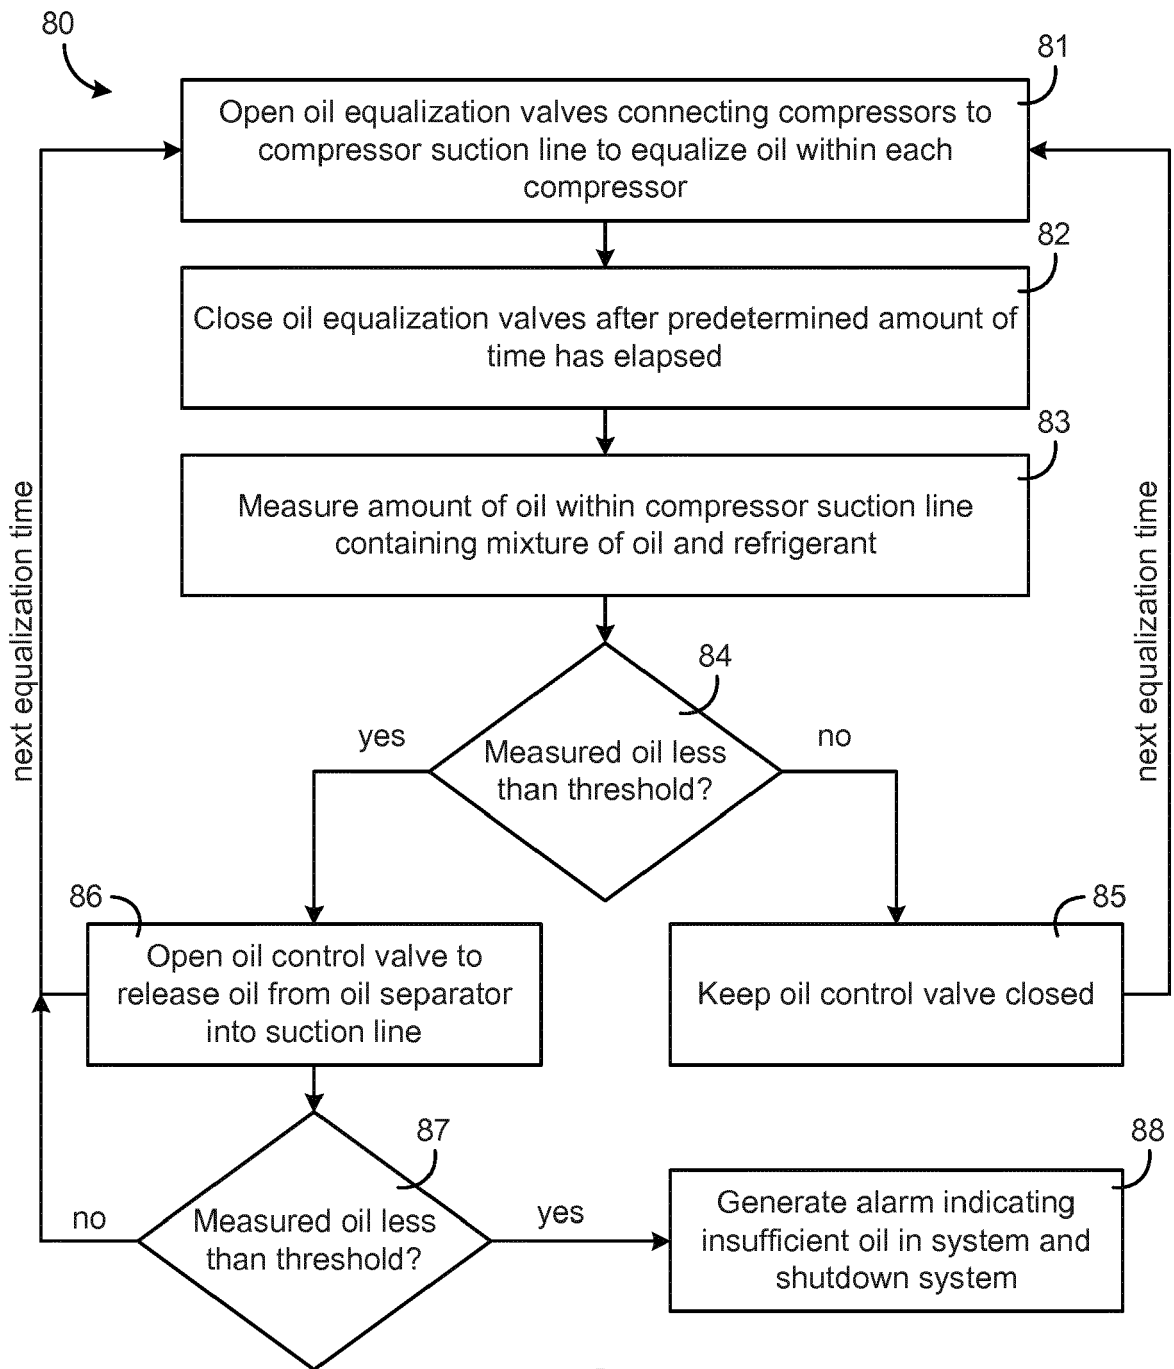 80
81
Open oil equalization valves connecting compressors to
compressor suction line to equalize oil within each
compressor
82
Close oil equalization valves after predetermined amount of
time has elapsed
83
Measure amount of oil within compressor suction line
containing mixture of oil and refrigerant
next equalization time
next equalization time
84
yes
no
Measured oil less
than threshold?
86
85
Open oil control valve to
release oil from oil separator
into suction line
Keep oil control valve closed
87
88
no
Measured oil less
than threshold?
yes
Generate alarm indicating
insufficient oil in system and
shutdown system